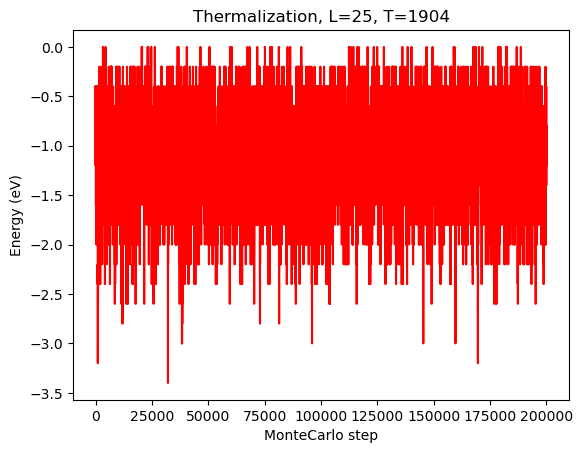 Thermalization, L=25, T=1904
Energy (eV)
0.0
−0.5
−1.0
−1.5
−2.0
−2.5
−3.0
−3.5
0 25000 50000 75000 100000 125000 150000 175000 200000
MonteCarlo step